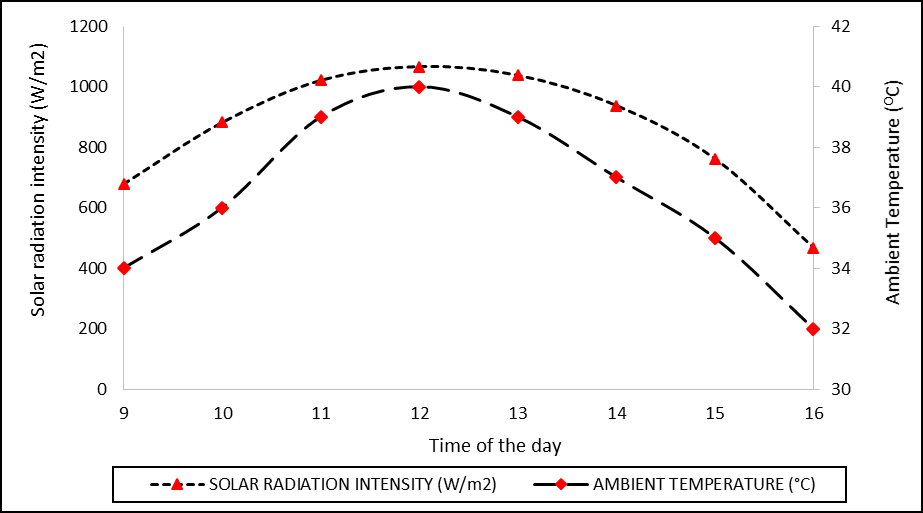 1200
1000
800
600
400
200
0
Solar radiation intensity (W/m2)
42
40
38
36
34
32
30
Ambient Temperature (ᴼC)
9 10 11 12 13 14 15 16
Time of the day
SOLAR RADIATION INTENSITY (W/m2) AMBIENT TEMPERATURE (°C)